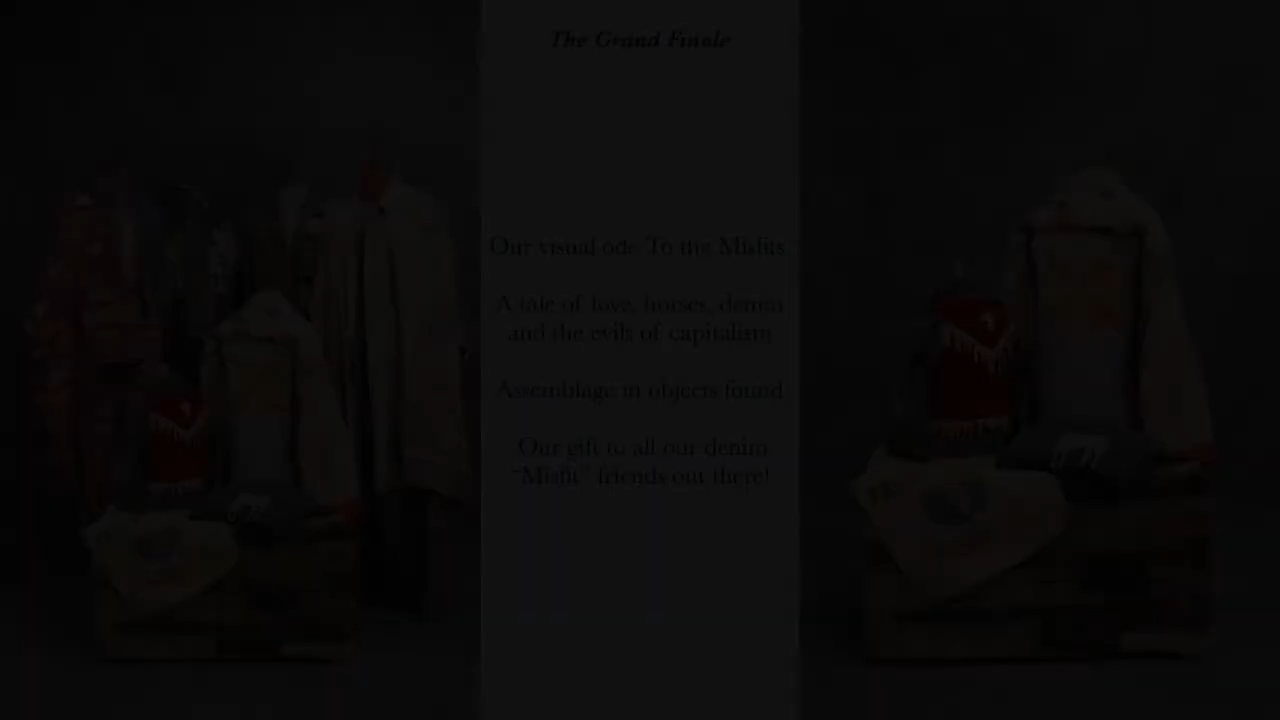 The Grand Finale
Our visual ode To the Misfits
A tale of love, horses, denim
and the evils of capitalism
Assemblage in objects found
Our gift to all our denim
"Misfit" friends out there!